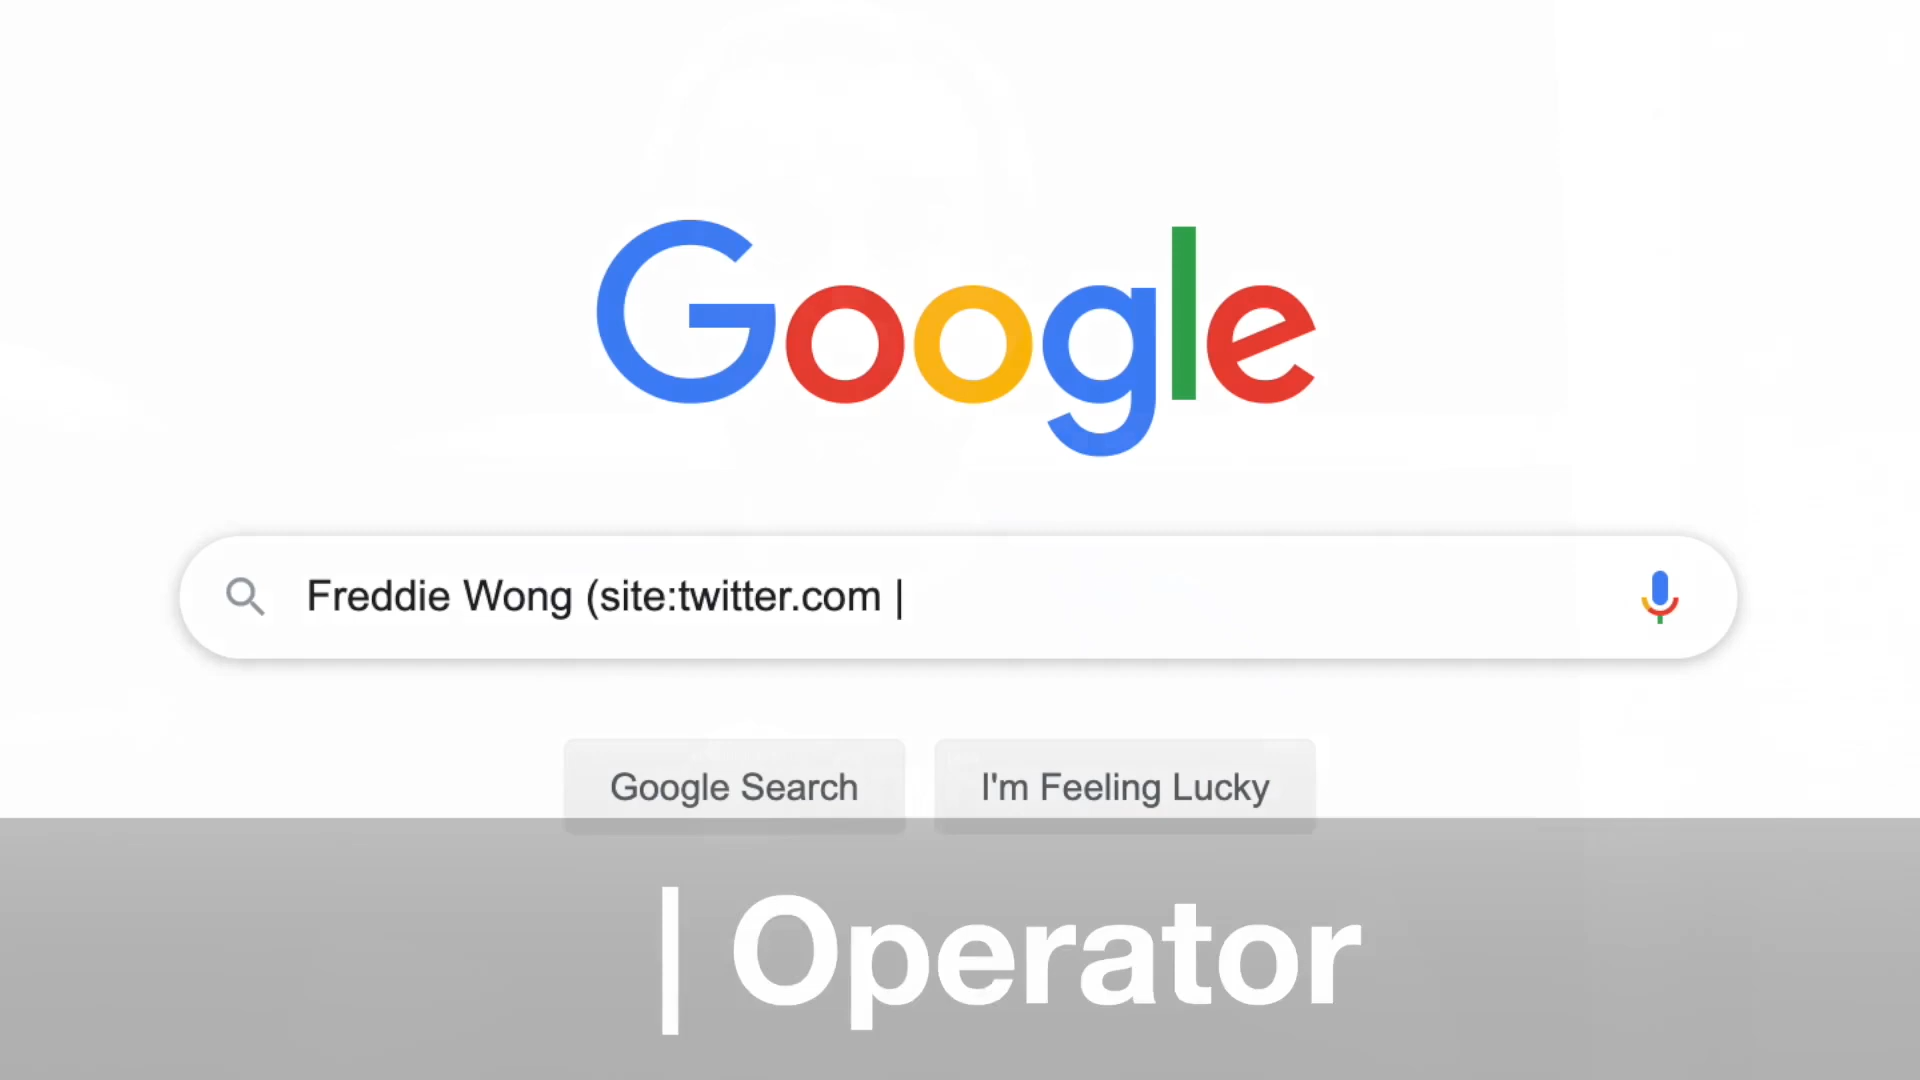 Google
Freddie Wong (site:twitter.com |
Google Search
I'm Feeling Lucky
| Operator